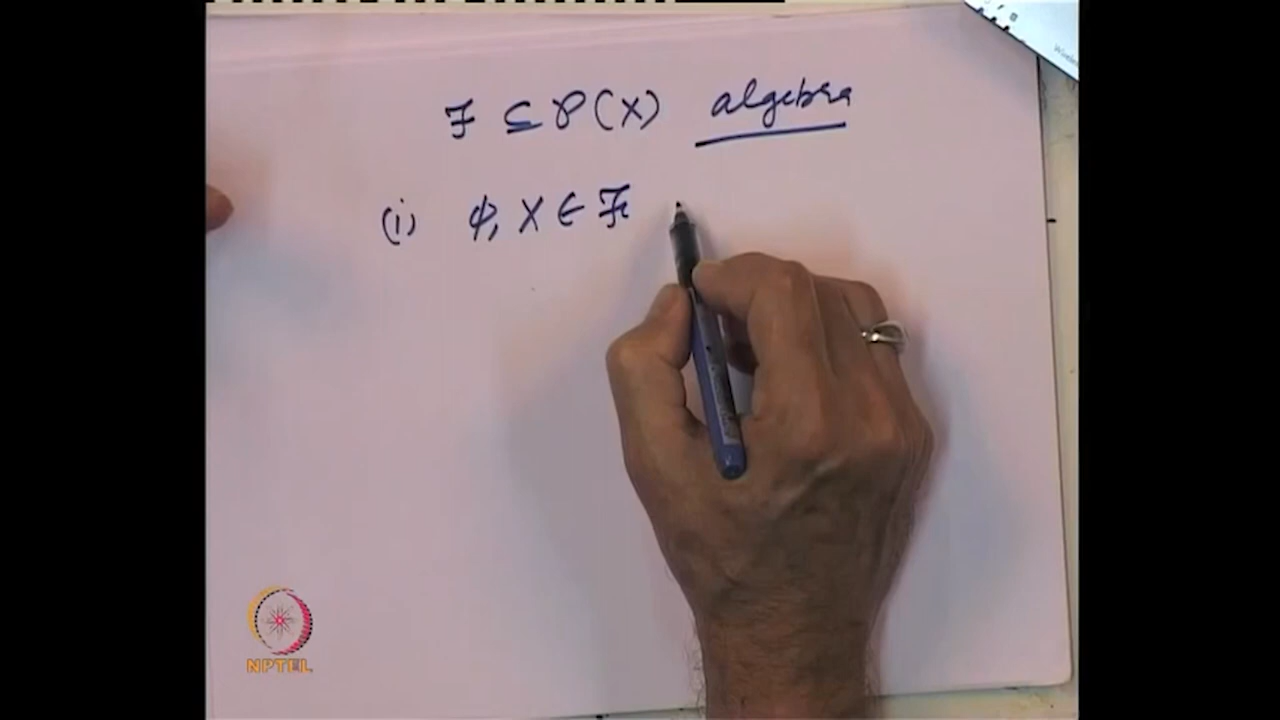 F ⊆ P(X) algebra
(i) φ, X ∈ F
NPTEL